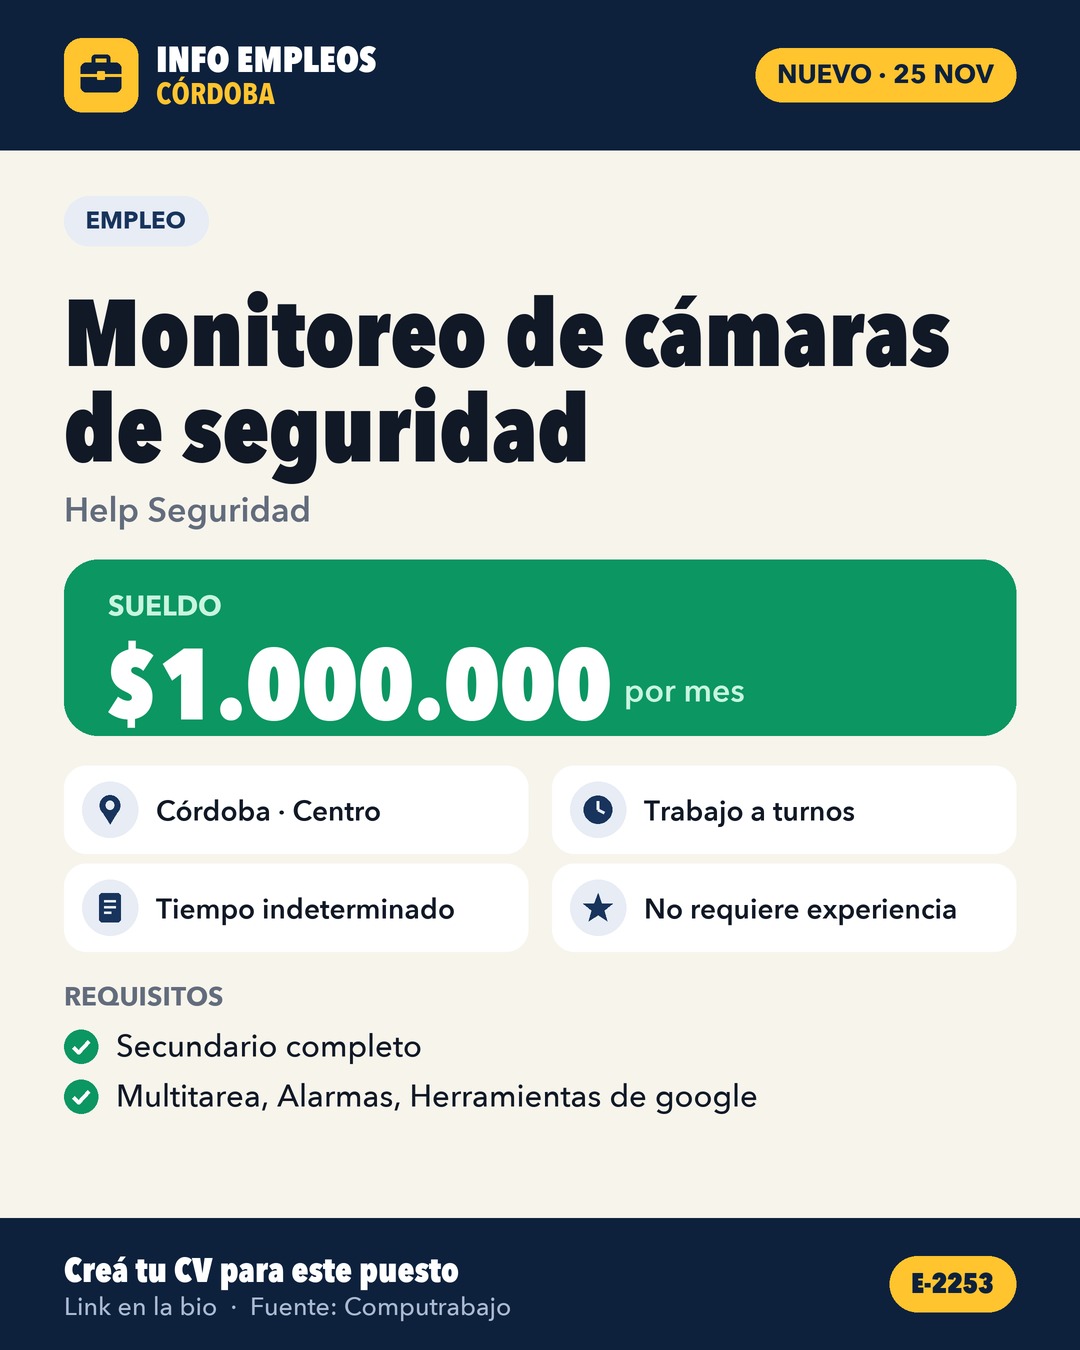 INFO EMPLEOS
CÓRDOBA
NUEVO · 25 NOV
EMPLEO
Monitoreo de cámaras
de seguridad
Help Seguridad
SUELDO
$1.000.000 por mes
Córdoba · Centro
Trabajo a turnos
Tiempo indeterminado
No requiere experiencia
REQUISITOS
Secundario completo
Multitarea, Alarmas, Herramientas de google
Creá tu CV para este puesto
Link en la bio · Fuente: Computrabajo
E-2253